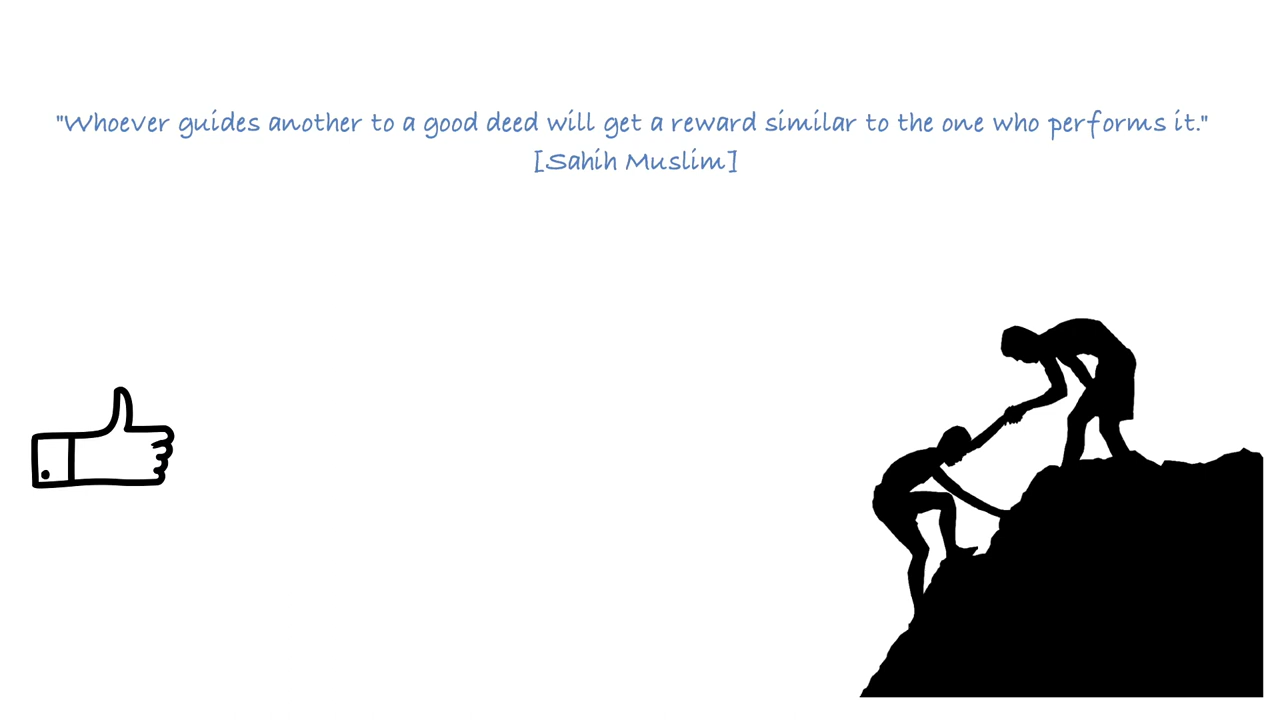 "Whoever guides another to a good deed will get a reward similar to the one who performs it."
[Sahih Muslim]